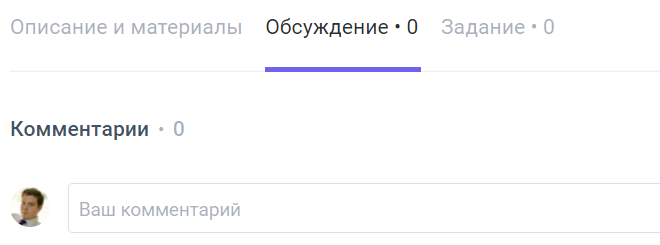 Описание и материалы Обсуждение • 0 Задание • 0
Комментарии • 0
Ваш комментарий